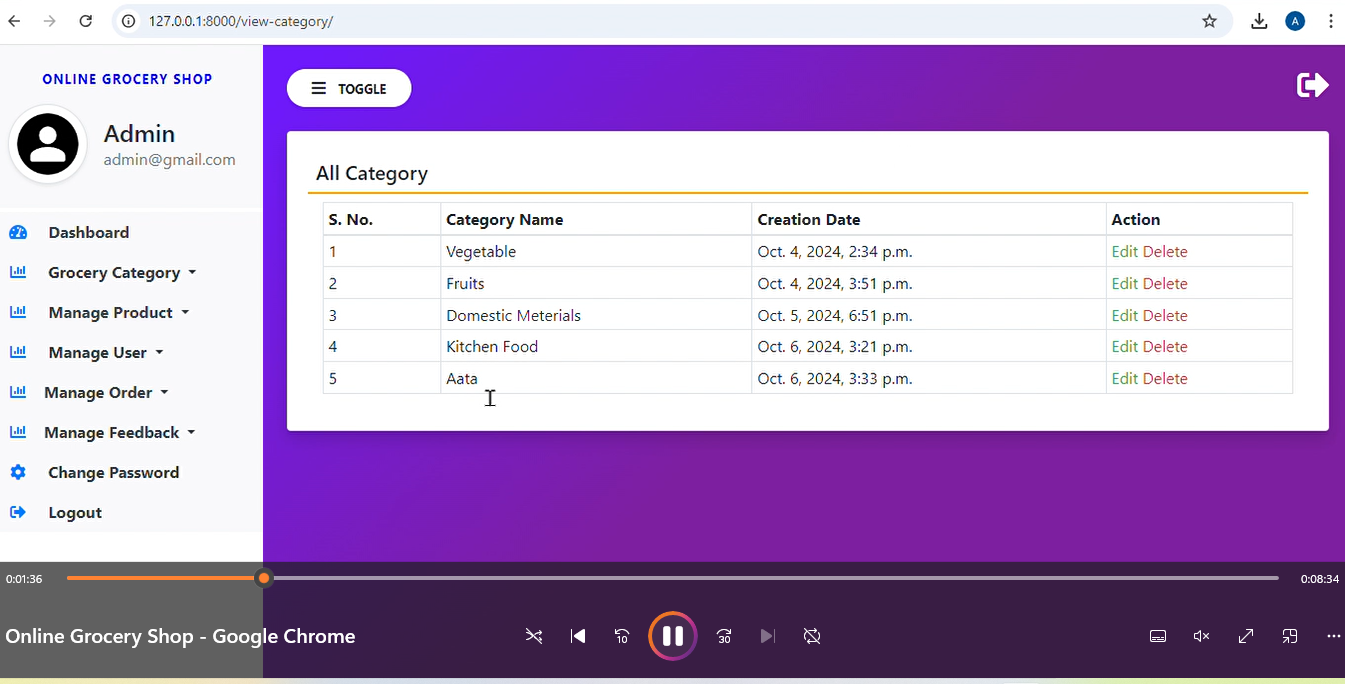 127.0.0.1:8000/view-category/
A
ONLINE GROCERY SHOP
Admin
admin@gmail.com
Dashboard
Grocery Category
Manage Product
Manage User
Manage Order
Manage Feedback
Change Password
Logout
TOGGLE
All Category
S. No. Category Name Creation Date Action
1 Vegetable Oct. 4, 2024, 2:34 p.m. Edit Delete
2 Fruits Oct. 4, 2024, 3:51 p.m. Edit Delete
3 Domestic Meterials Oct. 5, 2024, 6:51 p.m. Edit Delete
4 Kitchen Food Oct. 6, 2024, 3:21 p.m. Edit Delete
5 Aata Oct. 6, 2024, 3:33 p.m. Edit Delete
0:01:36 0:08:34
Online Grocery Shop - Google Chrome
10 30